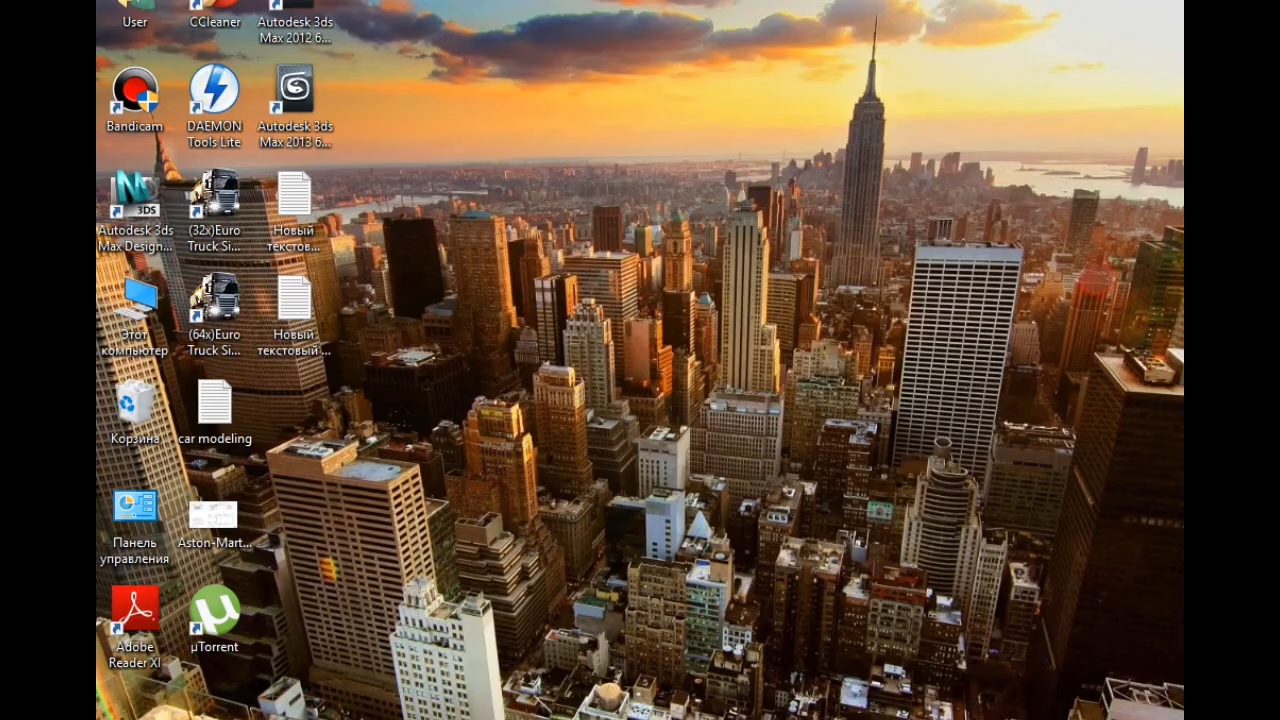 User
CCleaner
Autodesk 3ds
Max 2012 6...
Bandicam
DAEMON
Tools Lite
Autodesk 3ds
Max 2013 6...
3DS
Autodesk 3ds
Max Design...
(32x)Euro
Truck Si...
Новый
текстов...
Этот
компьютер
(64x)Euro
Truck Si...
Новый
текстовый ...
Корзина
car modeling
Панель
управления
Aston-Mart...
Adobe
Reader XI
µTorrent